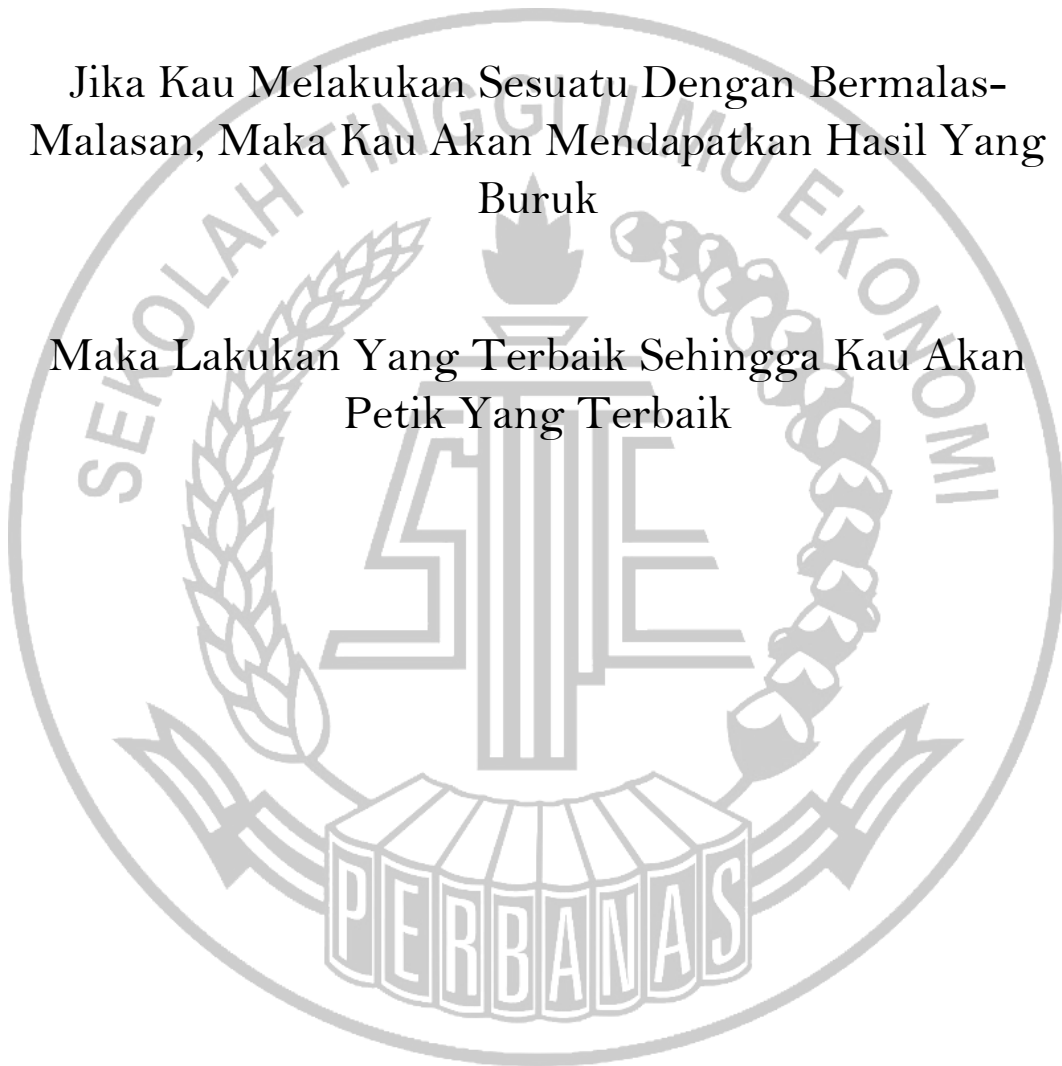 Jika Kau Melakukan Sesuatu Dengan Bermalas-
Malasan, Maka Kau Akan Mendapatkan Hasil Yang
Buruk
Maka Lakukan Yang Terbaik Sehingga Kau Akan
Petik Yang Terbaik
SEKOLAH TINGGI ILMU EKONOMI
STIE
PERBANAS